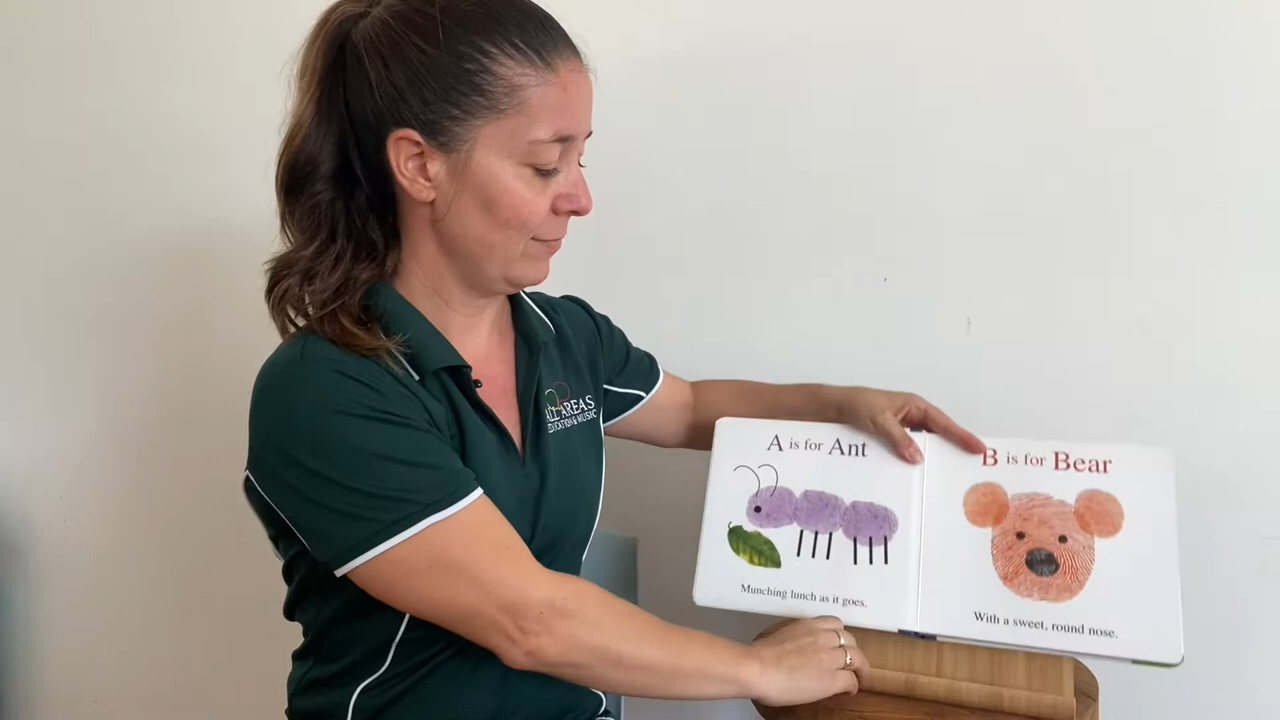 ALL AREAS
EDUCATION & MUSIC
A is for Ant
Munching lunch as it goes.
B is for Bear
With a sweet, round nose.